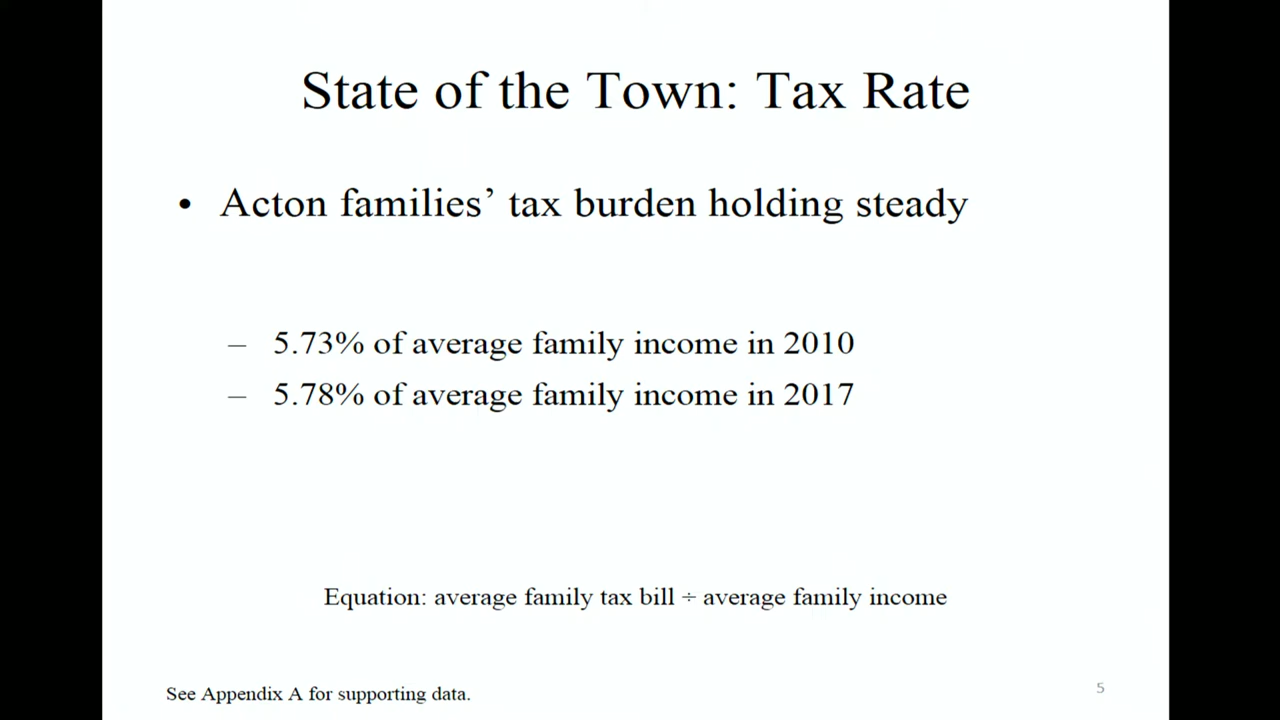 State of the Town: Tax Rate
• Acton families’ tax burden holding steady
– 5.73% of average family income in 2010
– 5.78% of average family income in 2017
Equation: average family tax bill ÷ average family income
See Appendix A for supporting data.
5